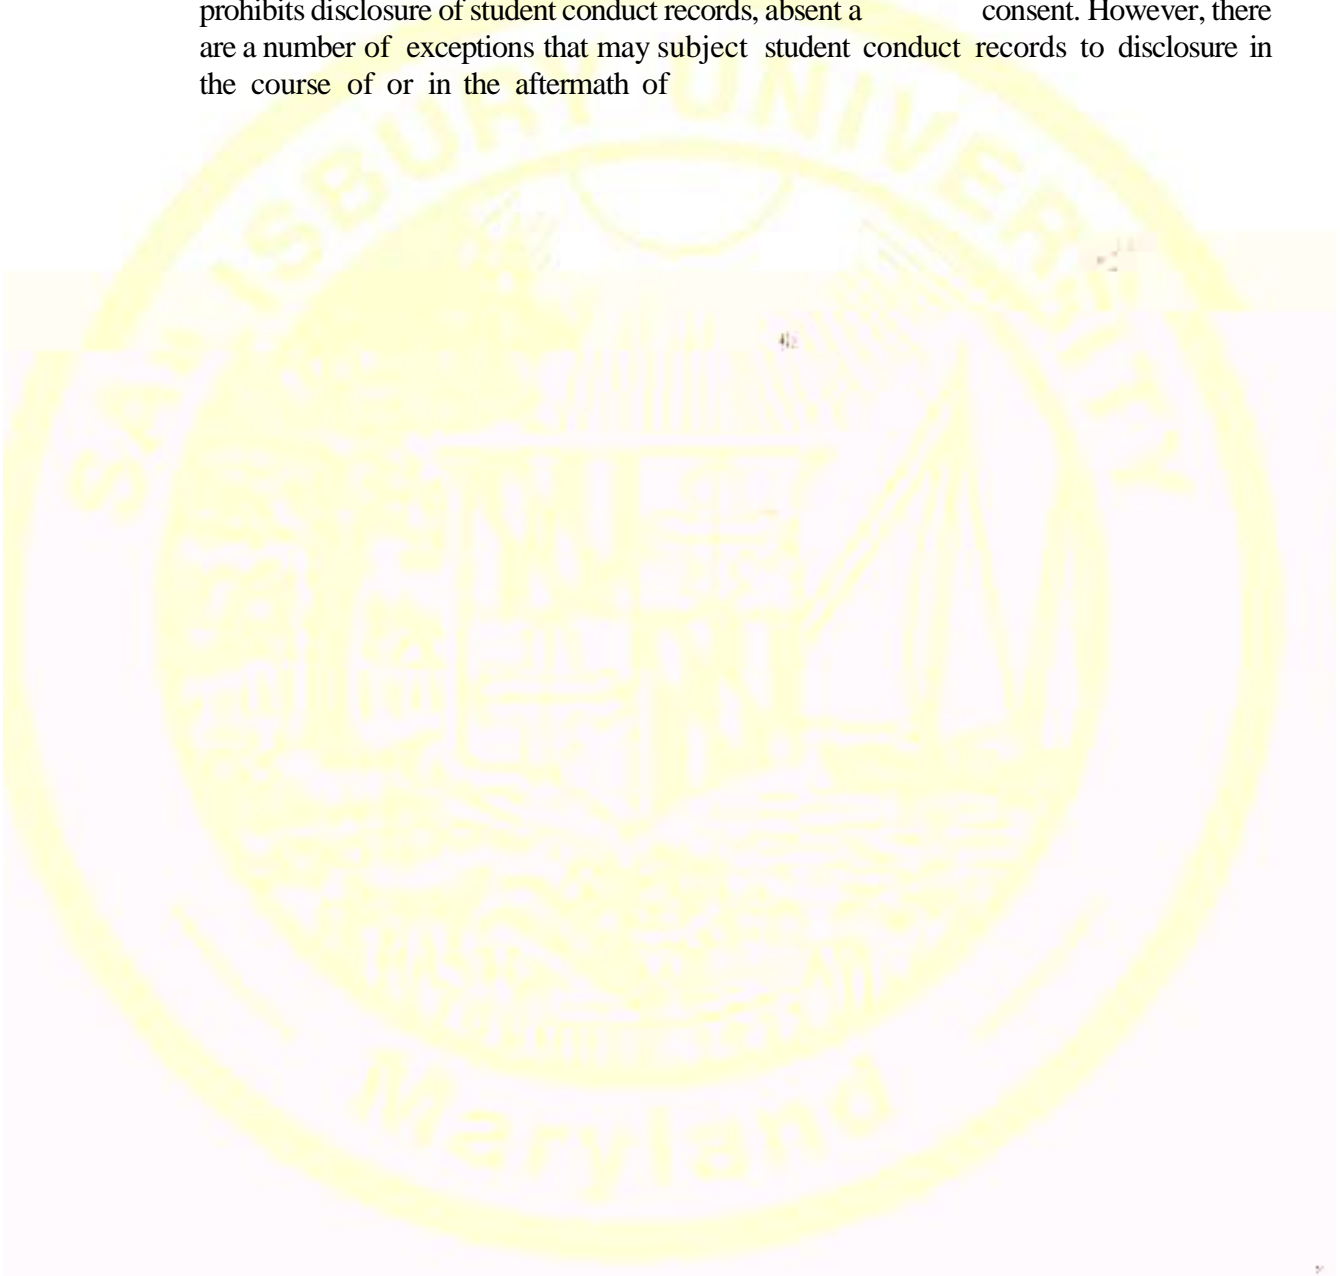 prohibits disclosure of student conduct records, absent a consent. However, there
are a number of exceptions that may subject student conduct records to disclosure in
the course of or in the aftermath of
SALISBURY UNIVERSITY
Maryland